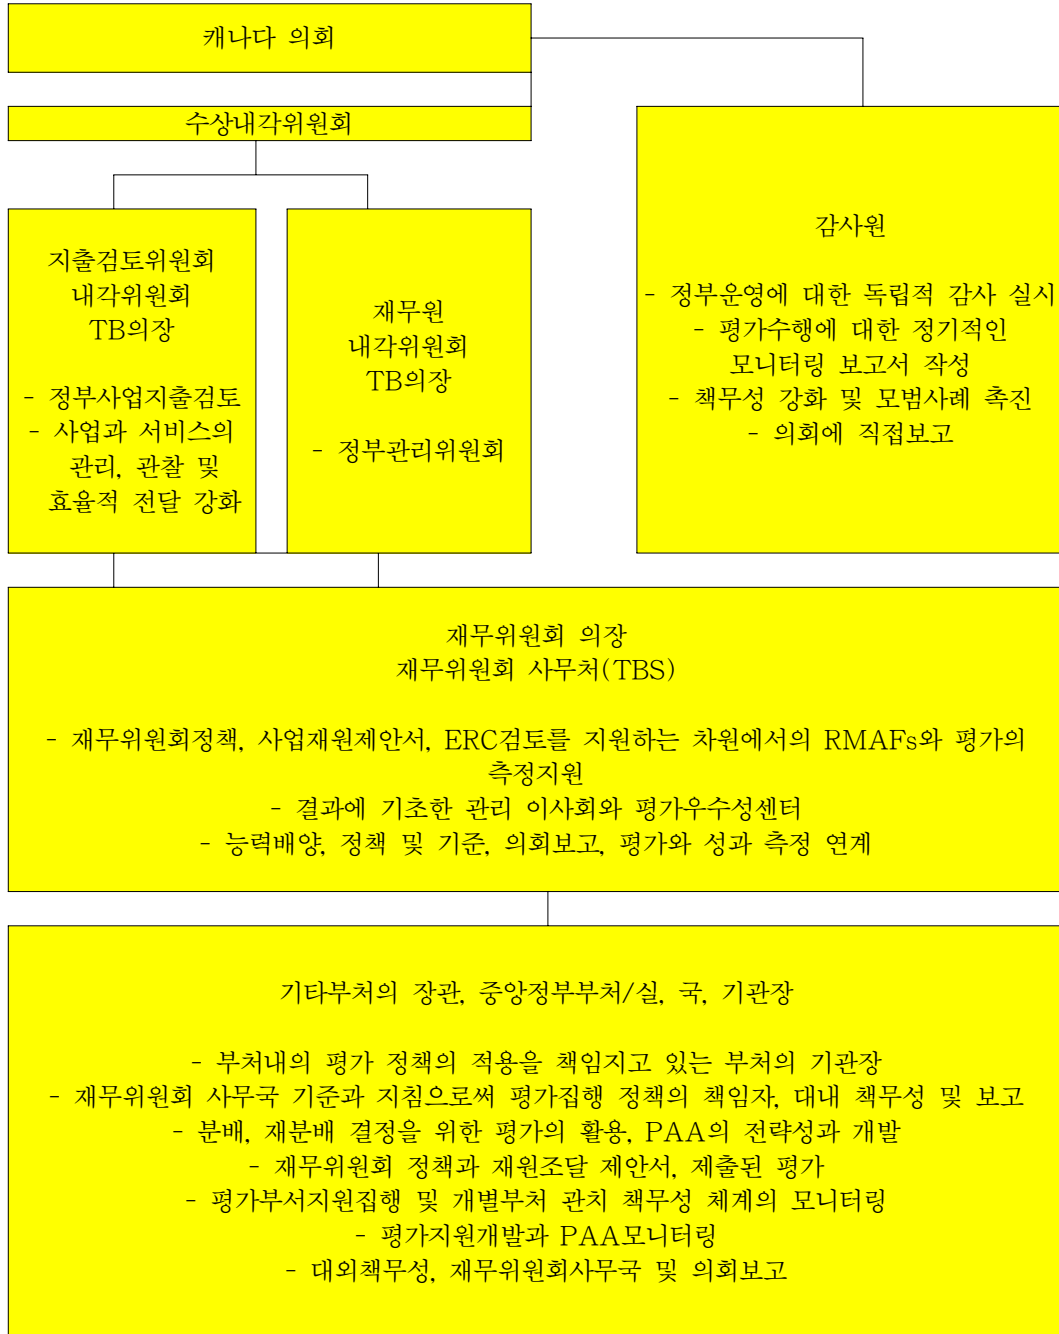 캐나다 의회
수상내각위원회
지출검토위원회
내각위원회
TB의장
- 정부사업지출검토
- 사업과 서비스의
관리, 관찰 및
효율적 전달 강화
재무원
내각위원회
TB의장
- 정부관리위원회
감사원
- 정부운영에 대한 독립적 감사 실시
- 평가수행에 대한 정기적인
모니터링 보고서 작성
- 책무성 강화 및 모범사례 촉진
- 의회에 직접보고
재무위원회 의장
재무위원회 사무처(TBS)
- 재무위원회정책, 사업재원제안서, ERC검토를 지원하는 차원에서의 RMAFs와 평가의
측정지원
- 결과에 기초한 관리 이사회와 평가우수성센터
- 능력배양, 정책 및 기준, 의회보고, 평가와 성과 측정 연계
기타부처의 장관, 중앙정부부처/실, 국, 기관장
- 부처내의 평가 정책의 적용을 책임지고 있는 부처의 기관장
- 재무위원회 사무국 기준과 지침으로써 평가집행 정책의 책임자, 대내 책무성 및 보고
- 분배, 재분배 결정을 위한 평가의 활용, PAA의 전략성과 개발
- 재무위원회 정책과 재원조달 제안서, 제출된 평가
- 평가부서지원집행 및 개별부처 관치 책무성 체계의 모니터링
- 평가지원개발과 PAA모니터링
- 대외책무성, 재무위원회사무국 및 의회보고